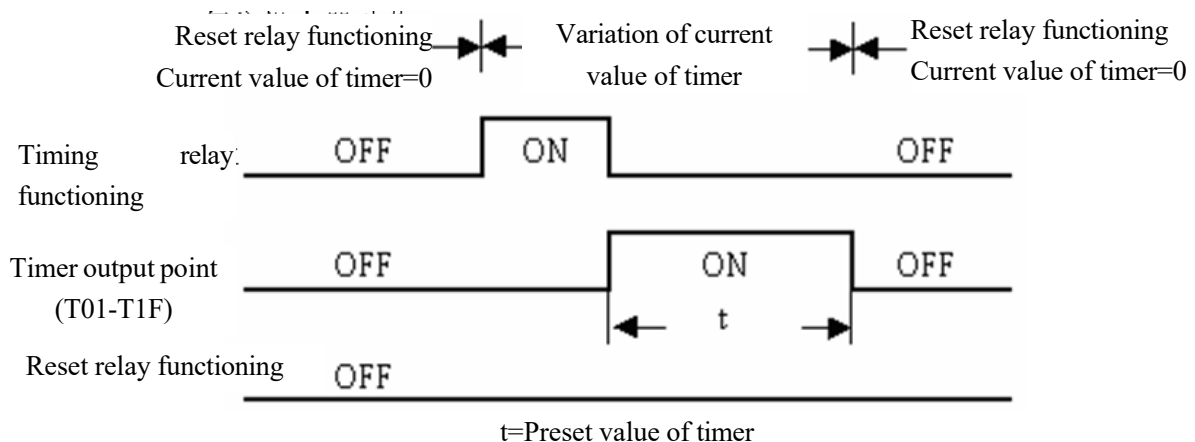 Reset relay functioning
Current value of timer=0
Variation of current
value of timer
Reset relay functioning
Current value of timer=0
Timing relay:
functioning
OFF ON OFF
Timer output point
(T01-T1F)
OFF ON OFF
t
Reset relay functioning
OFF
t=Preset value of timer